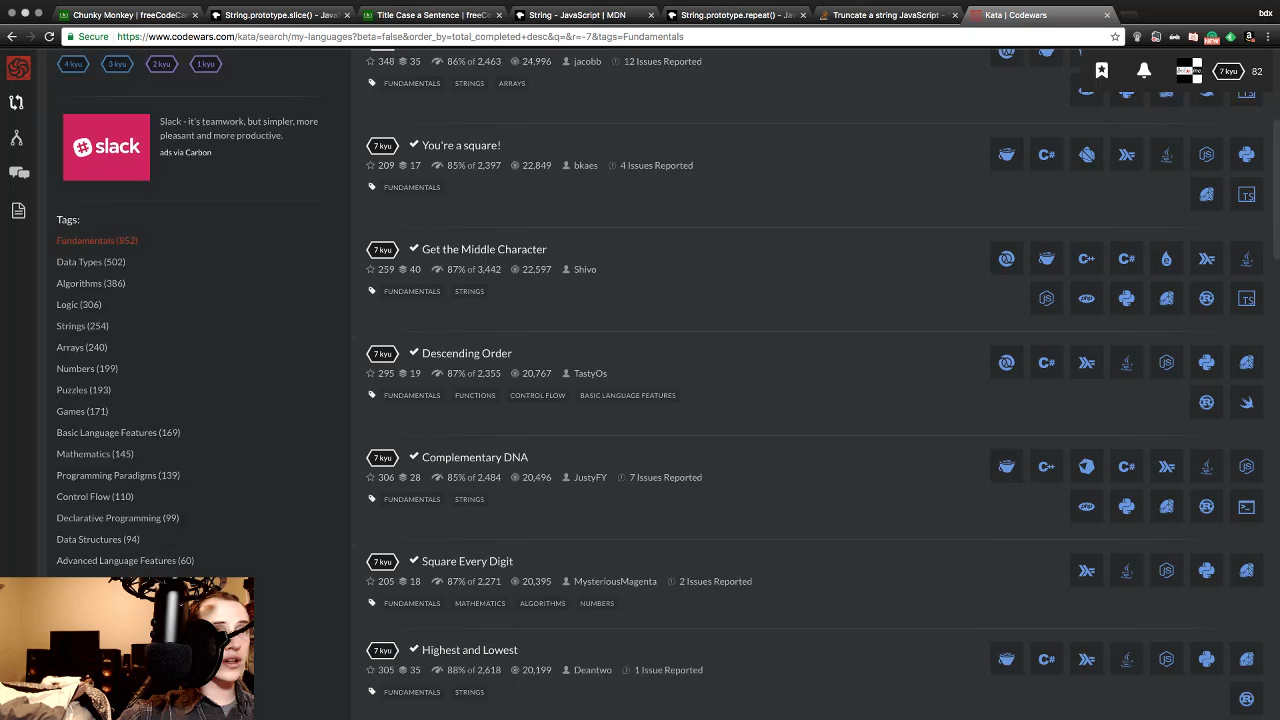 Chunky Monkey | freeCodeCa
String.prototype.slice() - Javas
Title Case a Sentence | freeCo
String - JavaScript | MDN
String.prototype.repeat() - Jav
Truncate a string JavaScript -
Kata | Codewars
bdx
Secure https://www.codewars.com/kata/search/my-languages?beta=false&order_by=total_completed+desc&q=&r=-7&tags=Fundamentals
4 kyu 3 kyu 2 kyu 1 kyu
Slack - it's teamwork, but simpler, more
pleasant and more productive.
ads via Carbon
slack
Tags:
Fundamentals (852)
Data Types (502)
Algorithms (386)
Logic (306)
Strings (254)
Arrays (240)
Numbers (199)
Puzzles (193)
Games (171)
Basic Language Features (169)
Mathematics (145)
Programming Paradigms (139)
Control Flow (110)
Declarative Programming (99)
Data Structures (94)
Advanced Language Features (60)
348 35 86% of 2,463 24,996 jacobb 12 Issues Reported
FUNDAMENTALS STRINGS ARRAYS
NEW
7 kyu 82
7 kyu You're a square!
209 17 85% of 2,397 22,849 bkaes 4 Issues Reported
FUNDAMENTALS
TS
7 kyu Get the Middle Character
259 40 87% of 3,442 22,597 Shivo
FUNDAMENTALS STRINGS
C++ C#
JS php TS
7 kyu Descending Order
295 19 87% of 2,355 20,767 TastyOs
FUNDAMENTALS FUNCTIONS CONTROL FLOW BASIC LANGUAGE FEATURES
C#
7 kyu Complementary DNA
306 28 85% of 2,484 20,496 JustyFY 7 Issues Reported
FUNDAMENTALS STRINGS
C++ C#
php
7 kyu Square Every Digit
205 18 87% of 2,271 20,395 MysteriousMagenta 2 Issues Reported
FUNDAMENTALS MATHEMATICS ALGORITHMS NUMBERS
7 kyu Highest and Lowest
305 35 88% of 2,618 20,199 Deantwo 1 Issue Reported
FUNDAMENTALS STRINGS
C#